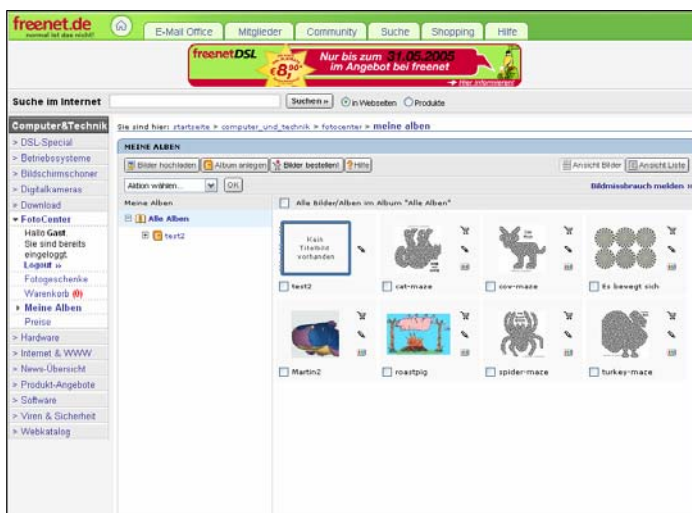 freenet.de
normal ist das nicht!
E-Mail Office
Mitglieder
Community
Suche
Shopping
Hilfe
freenetDSL
€8,90*
Nur bis zum 31.05.2005
im Angebot bei freenet
Hier informieren!
Suche im Internet
Suchen »
in Webseiten
Produkte
Computer&Technik
> DSL-Special
> Betriebssysteme
> Bildschirmschoner
> Digitalkameras
> Download
FotoCenter
Hallo Gast.
Sie sind bereits
eingeloggt.
Logout »
Fotogeschenke
Warenkorb (0)
Meine Alben
Preise
> Hardware
> Internet & WWW
> News-Übersicht
> Produkt-Angebote
> Software
> Viren & Sicherheit
> Webkatalog
Sie sind hier: startseite > computer_und_technik > fotocenter > meine alben
MEINE ALBEN
Bilder hochladen
Album anlegen
Bilder bestellen!
Hilfe
Ansicht Bilder
Ansicht Liste
Aktion wählen...
OK
Bildmissbrauch melden »
Meine Alben
Alle Alben
test2
Alle Bilder/Alben im Album "Alle Alben"
Kein
Titelbild
vorhanden
test2
cat-maze
cow-maze
Es bewegt sich
Martin2
roastpig
spider-maze
turkey-maze